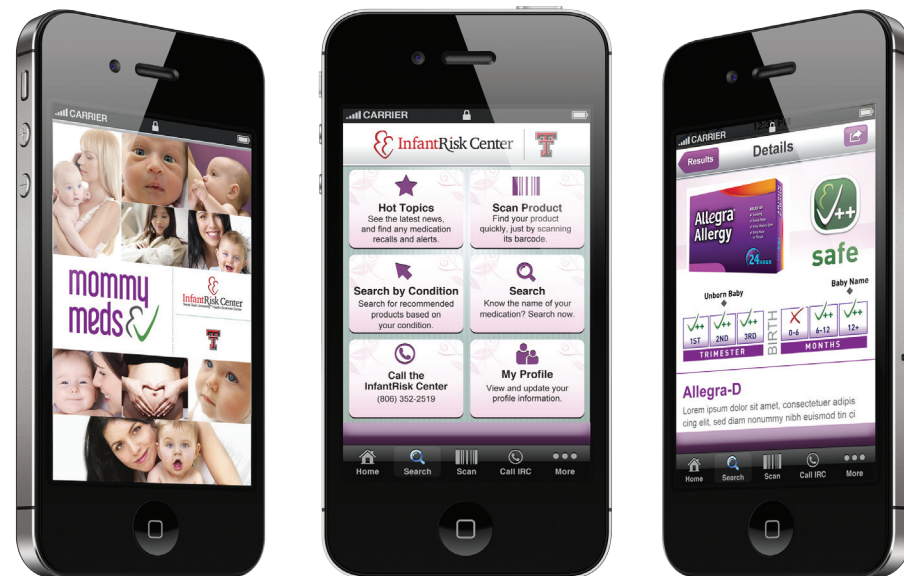 CARRIER
mommy
meds
InfantRisk Center
CARRIER
InfantRisk Center
Hot Topics
See the latest news,
and find any medication
recalls and alerts.
Scan Product
Find your product
quickly, just by scanning
its barcode.
Search by Condition
Search for recommended
products based on
your condition.
Search
Know the name of your
medication? Search now.
Call the
InfantRisk Center
(806) 352-2519
My Profile
View and update your
profile information.
Home
Search
Scan
Call IRC
More
CARRIER
Results
Details
Allegra
Allergy
24HOUR
++
safe
Unborn Baby
Baby Name
++
++
++
++
++
1ST
2ND
3RD
0-6
6-12
12+
TRIMESTER
BIRTH
MONTHS
Allegra-D
Lorem ipsum dolor sit amet, consectetuer adipis
cing elit, sed diam nonummy nibh euismod tin ci
Home
Search
Scan
Call IRC
More